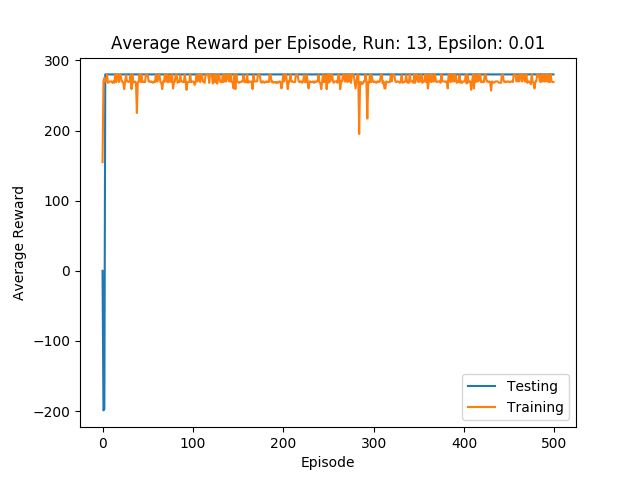 Average Reward per Episode, Run: 13, Epsilon: 0.01
300
200
100
0
−100
−200
Average Reward
0 100 200 300 400 500
Episode
Testing
Training